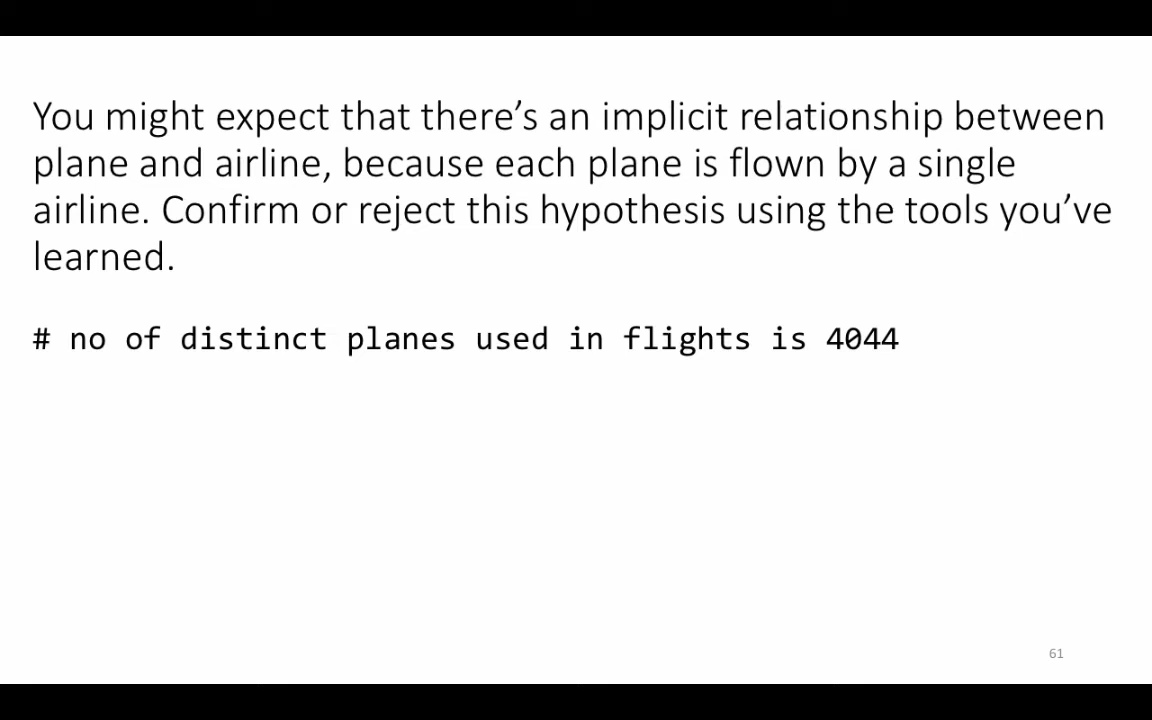 You might expect that there’s an implicit relationship between
plane and airline, because each plane is flown by a single
airline. Confirm or reject this hypothesis using the tools you’ve
learned.
# no of distinct planes used in flights is 4044
61